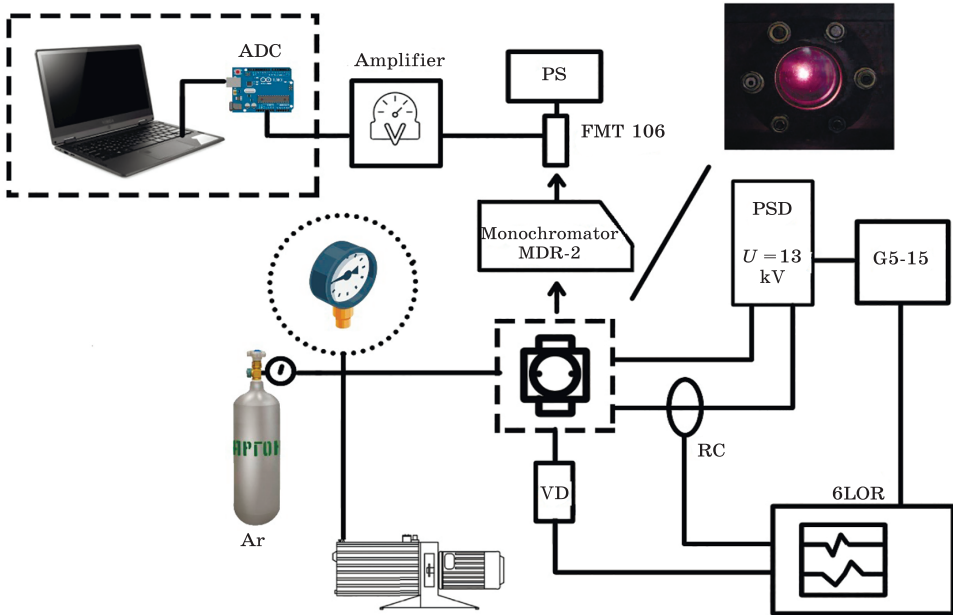 ADC
Amplifier
PS
FMT 106
Monochromator
MDR-2
PSD
U = 13
kV
G5-15
АРГОН
Ar
VD
RC
6LOR